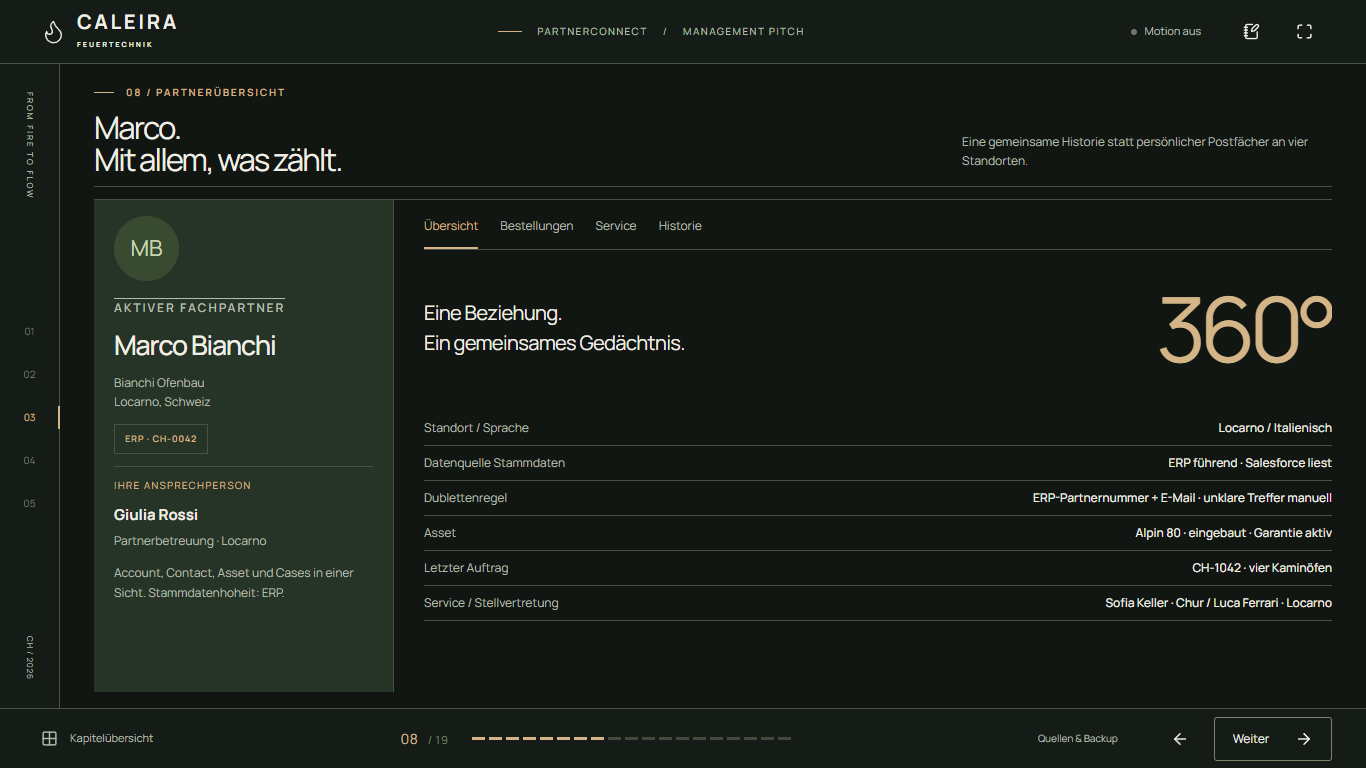 CALEIRA
FEUERTECHNIK
PARTNERCONNECT / MANAGEMENT PITCH
Motion aus
FROM FIRE TO FLOW
01
02
03
04
05
CH / 2026
08 / PARTNERÜBERSICHT
Marco.
Mit allem, was zählt.
Eine gemeinsame Historie statt persönlicher Postfächer an vier
Standorten.
MB
AKTIVER FACHPARTNER
Marco Bianchi
Bianchi Ofenbau
Locarno, Schweiz
ERP · CH-0042
IHRE ANSPRECHPERSON
Giulia Rossi
Partnerbetreuung · Locarno
Account, Contact, Asset und Cases in einer
Sicht. Stammdatenhoheit: ERP.
Übersicht Bestellungen Service Historie
Eine Beziehung.
Ein gemeinsames Gedächtnis.
360°
Standort / Sprache Locarno / Italienisch
Datenquelle Stammdaten ERP führend · Salesforce liest
Dublettenregel ERP-Partnernummer + E-Mail · unklare Treffer manuell
Asset Alpin 80 · eingebaut · Garantie aktiv
Letzter Auftrag CH-1042 · vier Kaminöfen
Service / Stellvertretung Sofia Keller · Chur / Luca Ferrari · Locarno
Kapitelübersicht
08 / 19
Quellen & Backup
Weiter